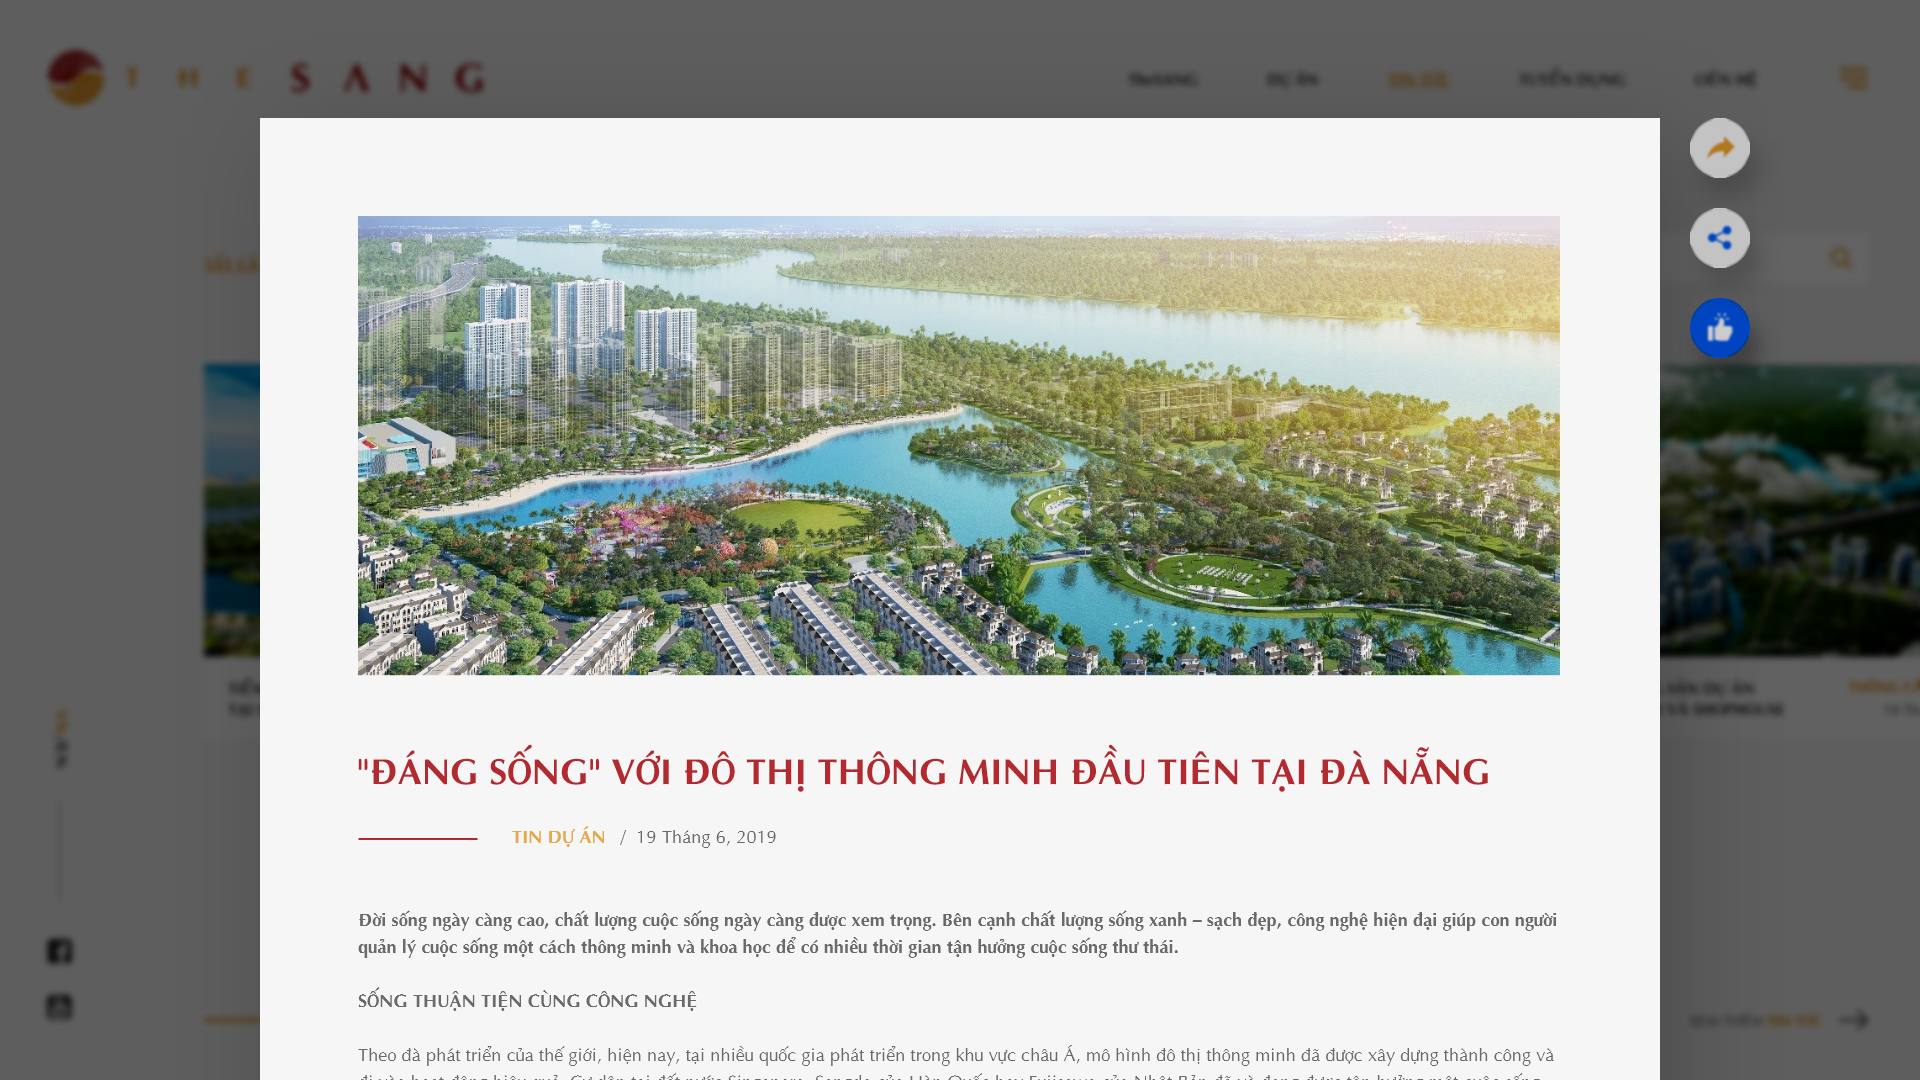 THE SANG
DỰ ÁN
TUYỂN DỤNG
LIÊN HỆ
"ĐÁNG SỐNG" VỚI ĐÔ THỊ THÔNG MINH ĐẦU TIÊN TẠI ĐÀ NẴNG
TIN DỰ ÁN / 19 Tháng 6, 2019
Đời sống ngày càng cao, chất lượng cuộc sống ngày càng được xem trọng. Bên cạnh chất lượng sống xanh – sạch đẹp, công nghệ hiện đại giúp con người
quản lý cuộc sống một cách thông minh và khoa học để có nhiều thời gian tận hưởng cuộc sống thư thái.
SỐNG THUẬN TIỆN CÙNG CÔNG NGHỆ
Theo đà phát triển của thế giới, hiện nay, tại nhiều quốc gia phát triển trong khu vực châu Á, mô hình đô thị thông minh đã được xây dựng thành công và